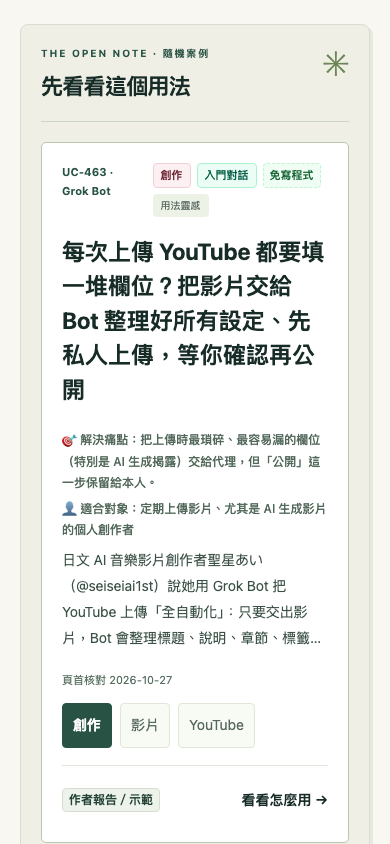 THE OPEN NOTE · 隨機案例
先看看這個用法
UC-463 ·
Grok Bot
創作
入門對話
免寫程式
用法靈感
每次上傳 YouTube 都要填
一堆欄位？把影片交給
Bot 整理好所有設定、先
私人上傳，等你確認再公
開
🎯 解決痛點：把上傳時最瑣碎、最容易漏的欄位
（特別是 AI 生成揭露）交給代理，但「公開」這
一步保留給本人。
👤 適合對象：定期上傳影片、尤其是 AI 生成影片
的個人創作者
日文 AI 音樂影片創作者聖星あい
（@seiseiai1st）說她用 Grok Bot 把
YouTube 上傳「全自動化」：只要交出影
片，Bot 會整理標題、說明、章節、標籤...
頁首核對 2026-10-27
創作
影片
YouTube
作者報告 / 示範
看看怎麼用 →